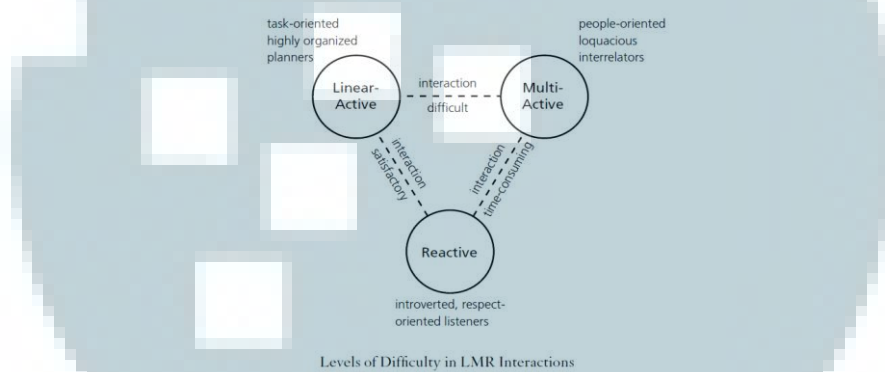 task-oriented
highly organized
planners
people-oriented
loquacious
interrelators
Linear-
Active
interaction
difficult
Multi-
Active
interaction
satisfactory
interaction
time-consuming
Reactive
introverted, respect-
oriented listeners
Levels of Difficulty in LMR Interactions